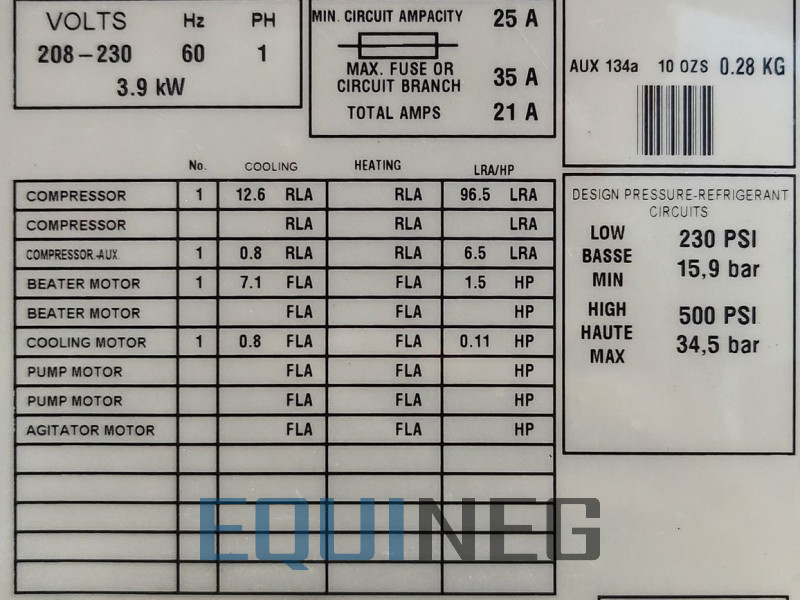 VOLTS Hz PH
208-230 60 1
3.9 kW
MIN. CIRCUIT AMPACITY 25 A
MAX. FUSE OR
CIRCUIT BRANCH 35 A
TOTAL AMPS 21 A
AUX 134a 10 OZS 0.28 KG
No. COOLING HEATING LRA/HP
COMPRESSOR 1 12.6 RLA RLA 96.5 LRA
COMPRESSOR RLA RLA LRA
COMPRESSOR.-AUX. 1 0.8 RLA RLA 6.5 LRA
BEATER MOTOR 1 7.1 FLA FLA 1.5 HP
BEATER MOTOR FLA FLA HP
COOLING MOTOR 1 0.8 FLA FLA 0.11 HP
PUMP MOTOR FLA FLA HP
PUMP MOTOR FLA FLA HP
AGITATOR MOTOR FLA FLA HP
DESIGN PRESSURE-REFRIGERANT
CIRCUITS
LOW 230 PSI
BASSE 15,9 bar
MIN
HIGH 500 PSI
HAUTE 34,5 bar
MAX
EQUINEG